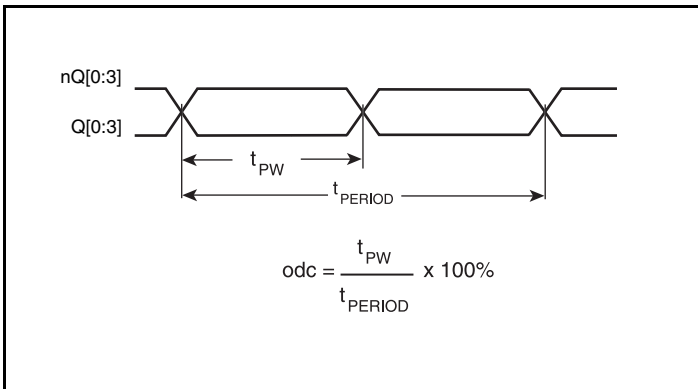 nQ[0:3]
Q[0:3]
tPW
tPERIOD
odc = tPW / tPERIOD x 100%